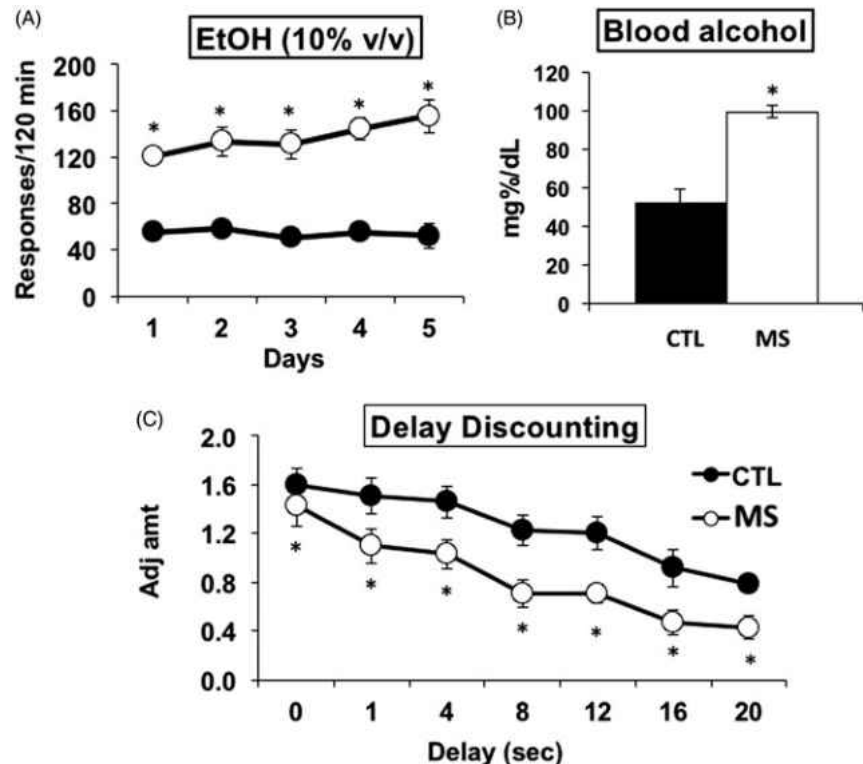 (A)
EtOH (10% v/v)
200
160
120
80
40
0
Responses/120 min
* * * * *
1 2 3 4 5
Days
(B)
Blood alcohol
120
100
80
60
40
20
0
mg%/dL
*
CTL MS
(C)
Delay Discounting
2.0
1.6
1.2
0.8
0.4
0.0
Adj amt
CTL
MS
* * * * * * *
0 1 4 8 12 16 20
Delay (sec)